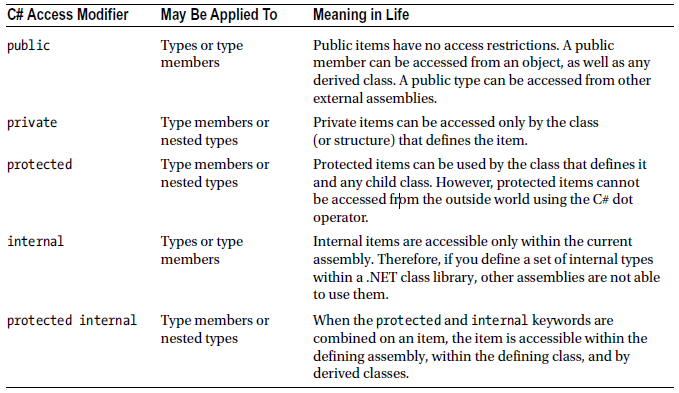 C# Access Modifier May Be Applied To Meaning in Life
public Types or type Public items have no access restrictions. A public
members member can be accessed from an object, as well as any
derived class. A public type can be accessed from other
external assemblies.
private Type members or Private items can be accessed only by the class
nested types (or structure) that defines the item.
protected Type members or Protected items can be used by the class that defines it
nested types and any child class. However, protected items cannot
be accessed from the outside world using the C# dot
operator.
internal Types or type Internal items are accessible only within the current
members assembly. Therefore, if you define a set of internal types
within a .NET class library, other assemblies are not able
to use them.
protected internal Type members or When the protected and internal keywords are
nested types combined on an item, the item is accessible within the
defining assembly, within the defining class, and by
derived classes.